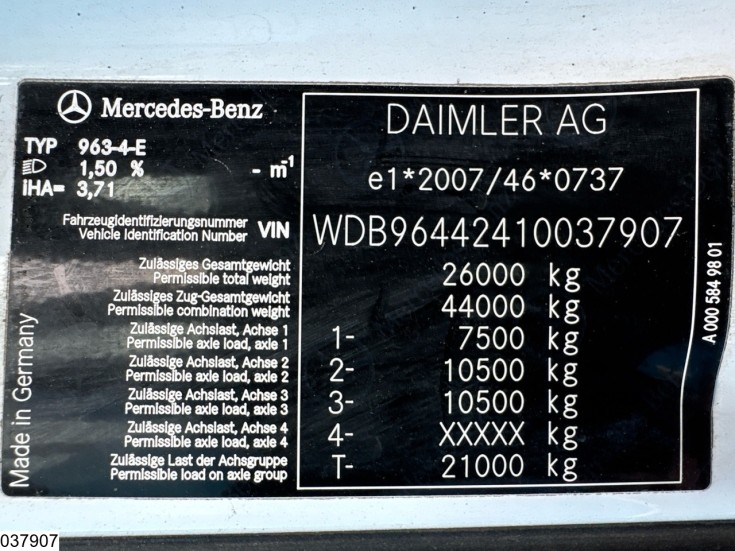 Mercedes-Benz
TYP 963-4-E
1,50 % - m-1
iHA= 3,71
DAIMLER AG
e1*2007/46*0737
Fahrzeugidentifizierungsnummer
Vehicle Identification Number VIN WDB96442410037907
Zulässiges Gesamtgewicht
Permissible total weight 26000 kg
Zulässiges Zug-Gesamtgewicht
Permissible combination weight 44000 kg
Zulässige Achslast, Achse 1
Permissible axle load, axle 1 1- 7500 kg
Zulässige Achslast, Achse 2
Permissible axle load, axle 2 2- 10500 kg
Zulässige Achslast, Achse 3
Permissible axle load, axle 3 3- 10500 kg
Zulässige Achslast, Achse 4
Permissible axle load, axle 4 4- XXXXX kg
Zulässige Last der Achsgruppe
Permissible load on axle group T- 21000 kg
Made in Germany
A 000 584 98 01
037907